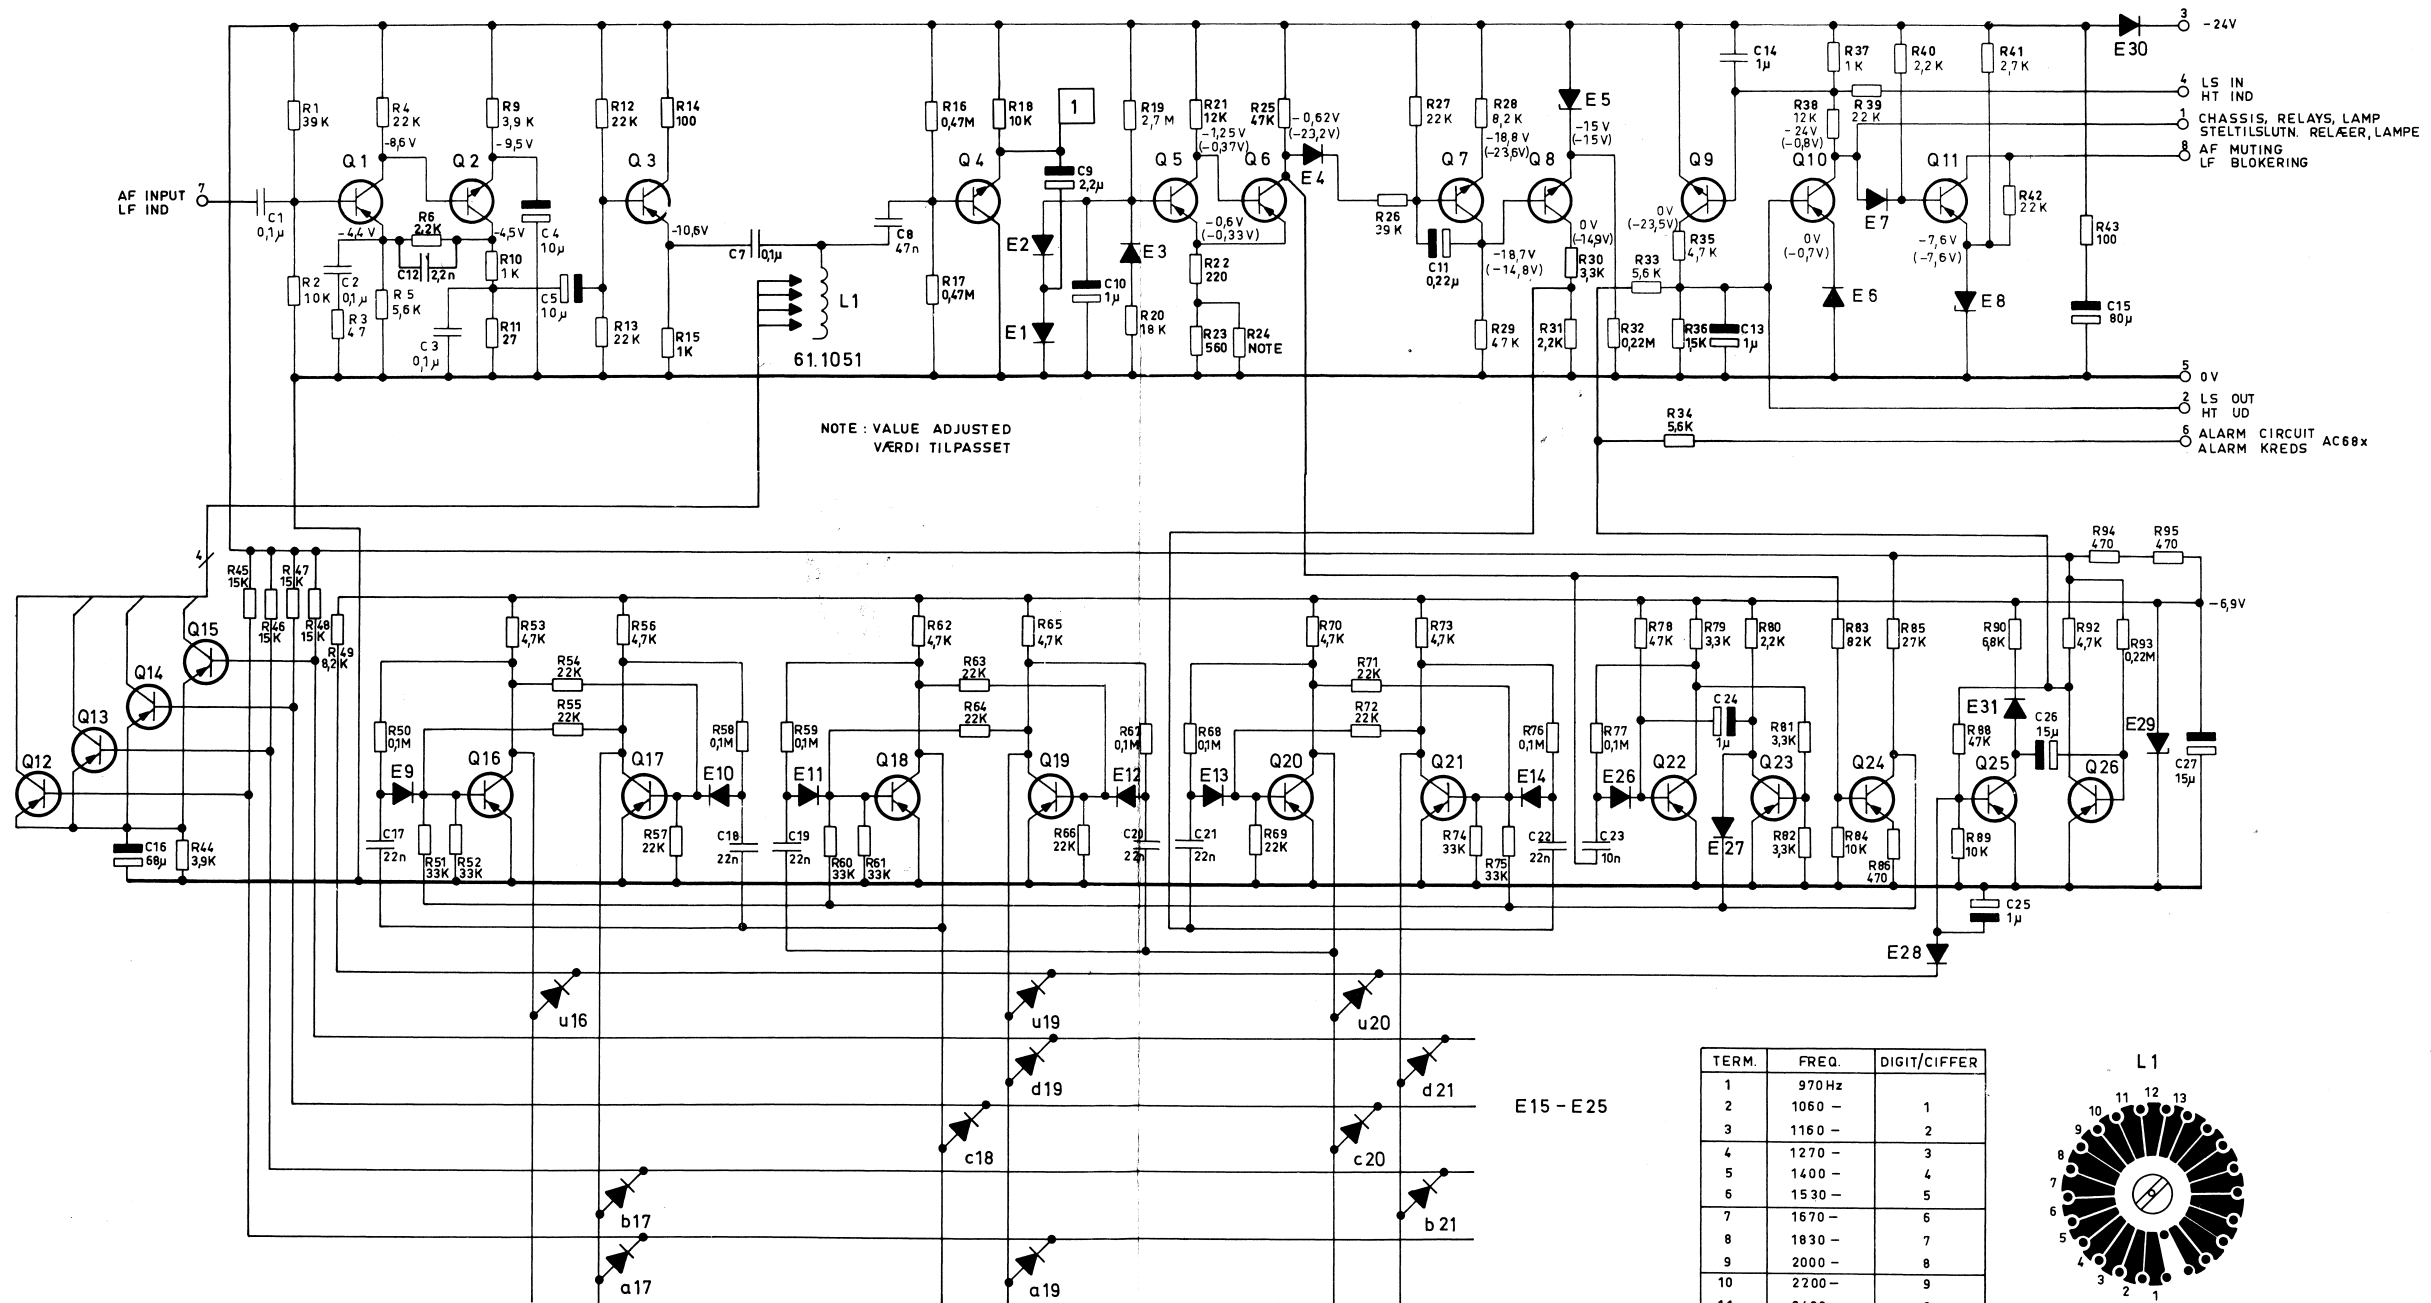 3
-24V
E30
4
LS IN
HT IND
1
CHASSIS, RELAYS, LAMP
STELTILSLUTN. RELÆER, LAMPE
8
AF MUTING
LF BLOKERING
AF INPUT
LF IND
7
C1
0,1µ
R1
39K
R2
10K
R4
22K
-8,6V
Q1
-4,4V
R6
2,2K
C12
2,2n
C2
0,1µ
R3
47
R5
5,6K
R9
3,9K
-9,5V
Q2
-4,5V
C4
10µ
R10
1K
R11
27
C3
0,1µ
C5
10µ
R12
22K
R13
22K
R14
100
Q3
-10,6V
R15
1K
C7
0,1µ
L1
61.1051
C8
47n
R16
0,47M
R17
0,47M
R18
10K
Q4
1
C9
2,2µ
E2
E1
C10
1µ
R19
2,7M
E3
R20
18K
R21
12K
-1,25V
(-0,37V)
Q5
-0,6V
(-0,33V)
R22
220
R23
560
R24
NOTE
R25
47K
Q6
-0,62V
(-23,2V)
E4
R26
39K
R27
22K
C11
0,22µ
R28
8,2K
-18,8V
(-23,6V)
Q7
-18,7V
(-14,8V)
R29
47K
E5
-15V
(-15V)
Q8
0V
(-14,9V)
R30
3,3K
R31
2,2K
R32
0,22M
R33
5,6K
Q9
0V
(-23,5V)
R35
4,7K
R36
15K
C13
1µ
C14
1µ
R37
1K
R38
12K
-24V
(-0,8V)
R39
22K
Q10
0V
(-0,7V)
E6
R40
2,2K
E7
R41
2,7K
Q11
R42
22K
-7,6V
(-7,6V)
E8
R43
100
C15
80µ
5
0V
2
LS OUT
HT UD
R34
5,6K
6
ALARM CIRCUIT AC68x
ALARM KREDS
NOTE: VALUE ADJUSTED
VÆRDI TILPASSET
4
R45
15K
R46
15K
R47
15K
R48
15K
R49
8,2K
Q15
Q14
Q13
Q12
C16
68µ
R44
3,9K
R94
470
R95
470
-6,9V
R53
4,7K
R54
22K
R55
22K
R56
4,7K
R50
0,1M
E9
Q16
Q17
E10
R58
0,1M
C17
22n
R51
33K
R52
33K
R57
22K
C18
22n
R62
4,7K
R63
22K
R64
22K
R65
4,7K
R59
0,1M
E11
Q18
Q19
E12
R67
0,1M
C19
22n
R60
33K
R61
33K
R66
22K
C20
22n
R70
4,7K
R71
22K
R72
22K
R73
4,7K
R68
0,1M
E13
Q20
Q21
E14
R76
0,1M
C21
22n
R69
22K
R74
33K
R75
33K
C22
22n
R77
0,1M
E26
C23
10n
R78
47K
R79
3,3K
R80
2,2K
C24
1µ
Q22
Q23
E27
R81
3,3K
R82
3,3K
R83
82K
R84
10K
R85
27K
Q24
R86
470
R90
6,8K
E31
R88
47K
C26
15µ
Q25
R89
10K
R92
4,7K
R93
0,22M
Q26
E29
C27
15µ
C25
1µ
E28
u16
u19
u20
d19
d21
c18
c20
E15-E25
b17
b21
a17
a19
TERM. FREQ. DIGIT/CIFFER
1 970Hz
2 1060 – 1
3 1160 – 2
4 1270 – 3
5 1400 – 4
6 1530 – 5
7 1670 – 6
8 1830 – 7
9 2000 – 8
10 2200 – 9
L1
12
13
11
10
9
8
7
6
5
4
3
2
1